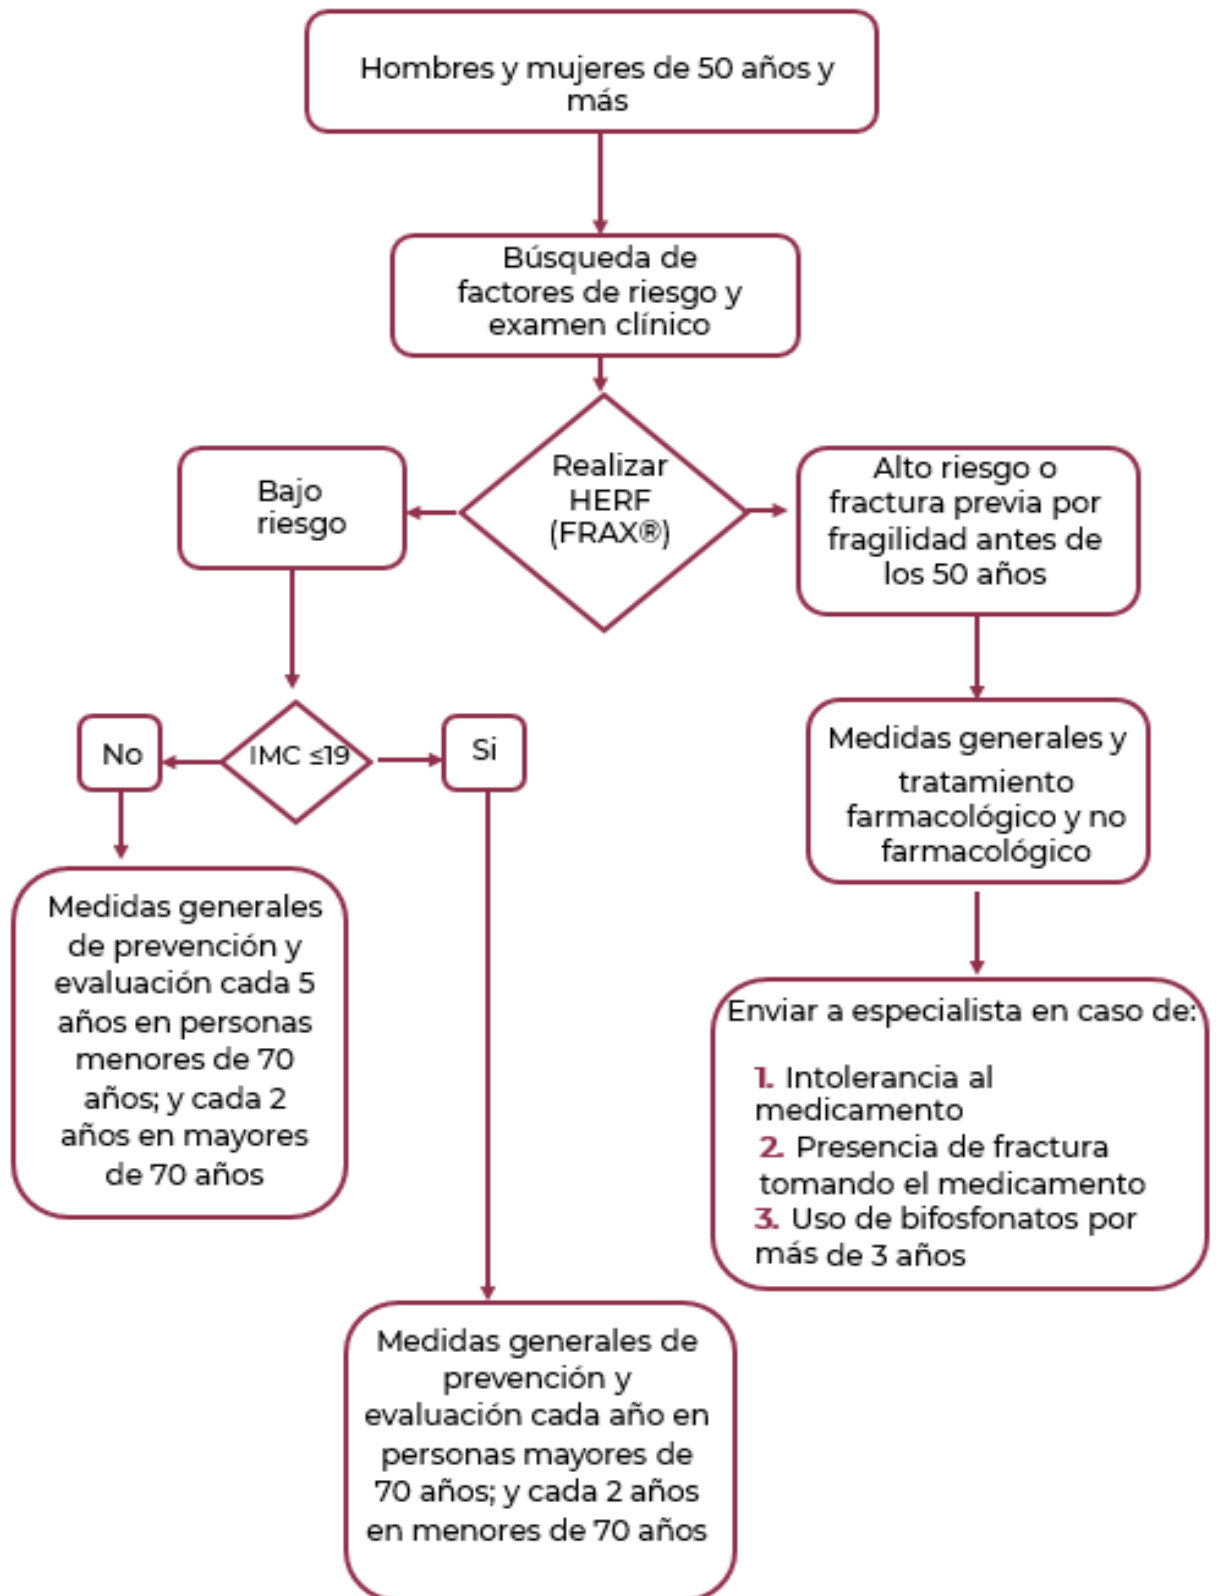 Hombres y mujeres de 50 años y
más
Búsqueda de
factores de riesgo y
examen clínico
Realizar
HERF
(FRAX®)
Bajo
riesgo
Alto riesgo o
fractura previa por
fragilidad antes de
los 50 años
No
IMC ≤19
Si
Medidas generales y
tratamiento
farmacológico y no
farmacológico
Medidas generales
de prevención y
evaluación cada 5
años en personas
menores de 70
años; y cada 2
años en mayores
de 70 años
Enviar a especialista en caso de:
1. Intolerancia al
medicamento
2. Presencia de fractura
tomando el medicamento
3. Uso de bifosfonatos por
más de 3 años
Medidas generales de
prevención y
evaluación cada año en
personas mayores de
70 años; y cada 2 años
en menores de 70 años